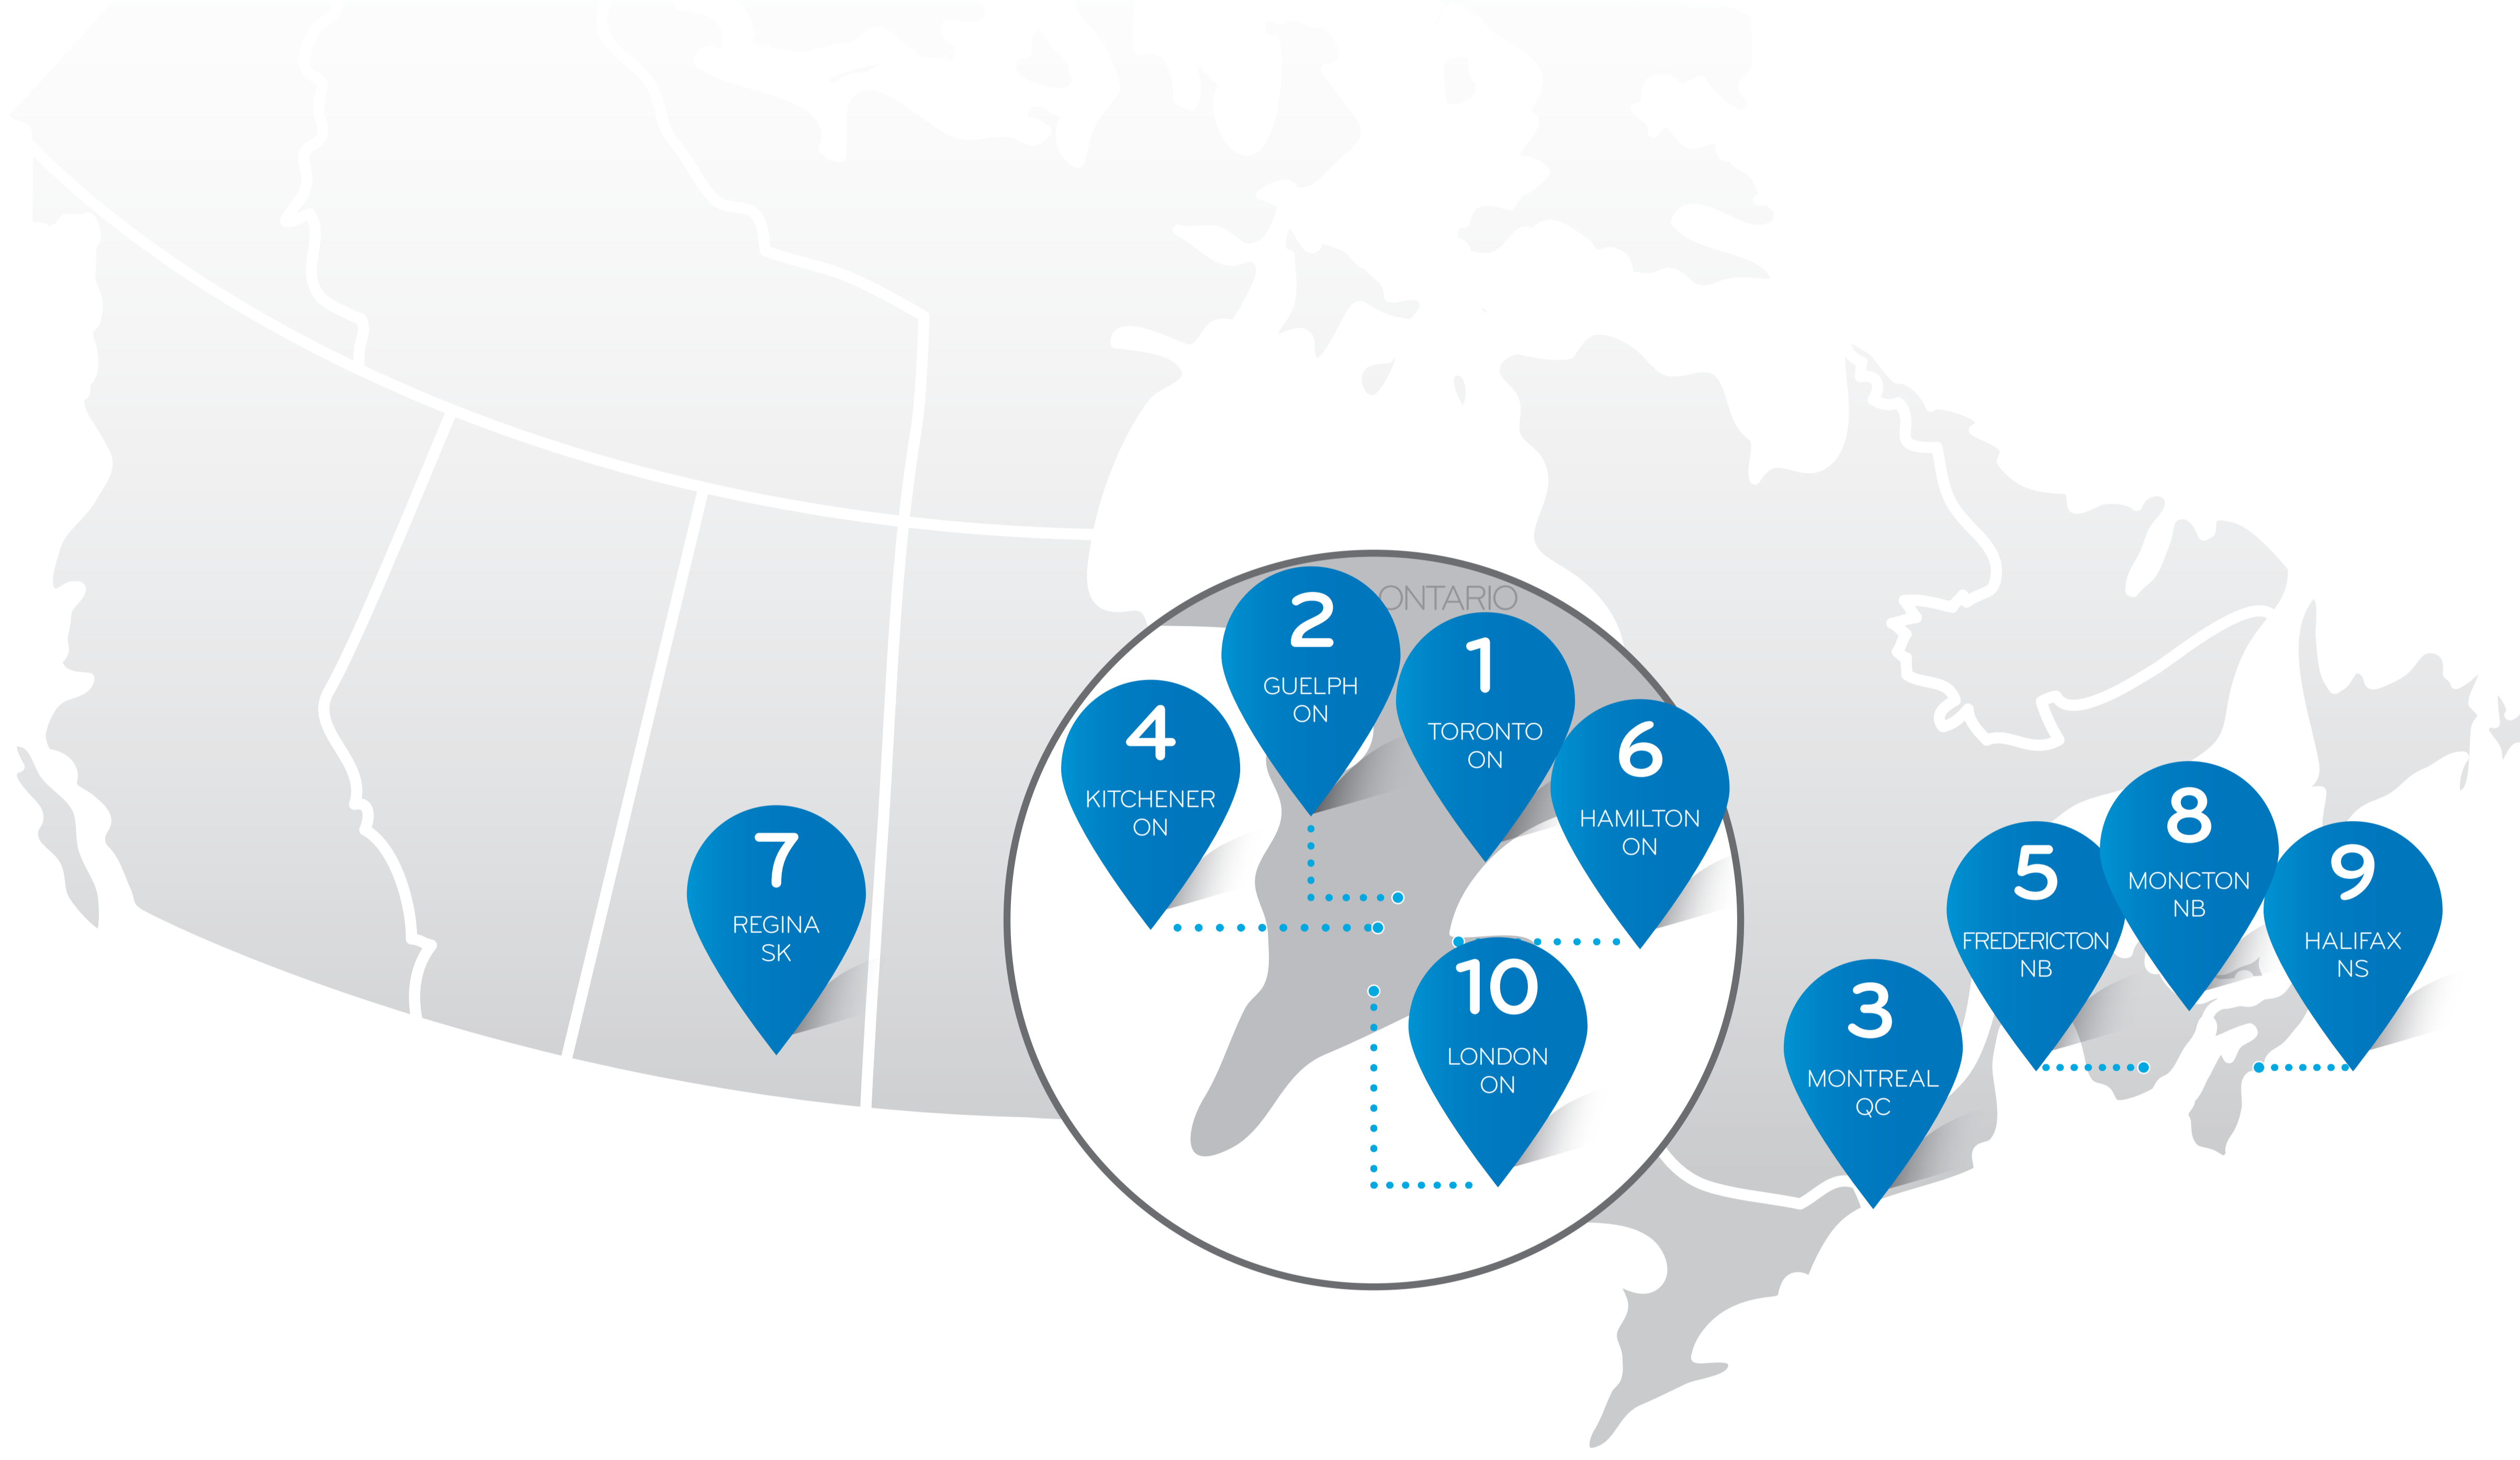 ONTARIO
2
GUELPH
ON
1
TORONTO
ON
4
KITCHENER
ON
6
HAMILTON
ON
7
REGINA
SK
10
LONDON
ON
3
MONTREAL
QC
5
FREDERICTON
NB
8
MONCTON
NB
9
HALIFAX
NS